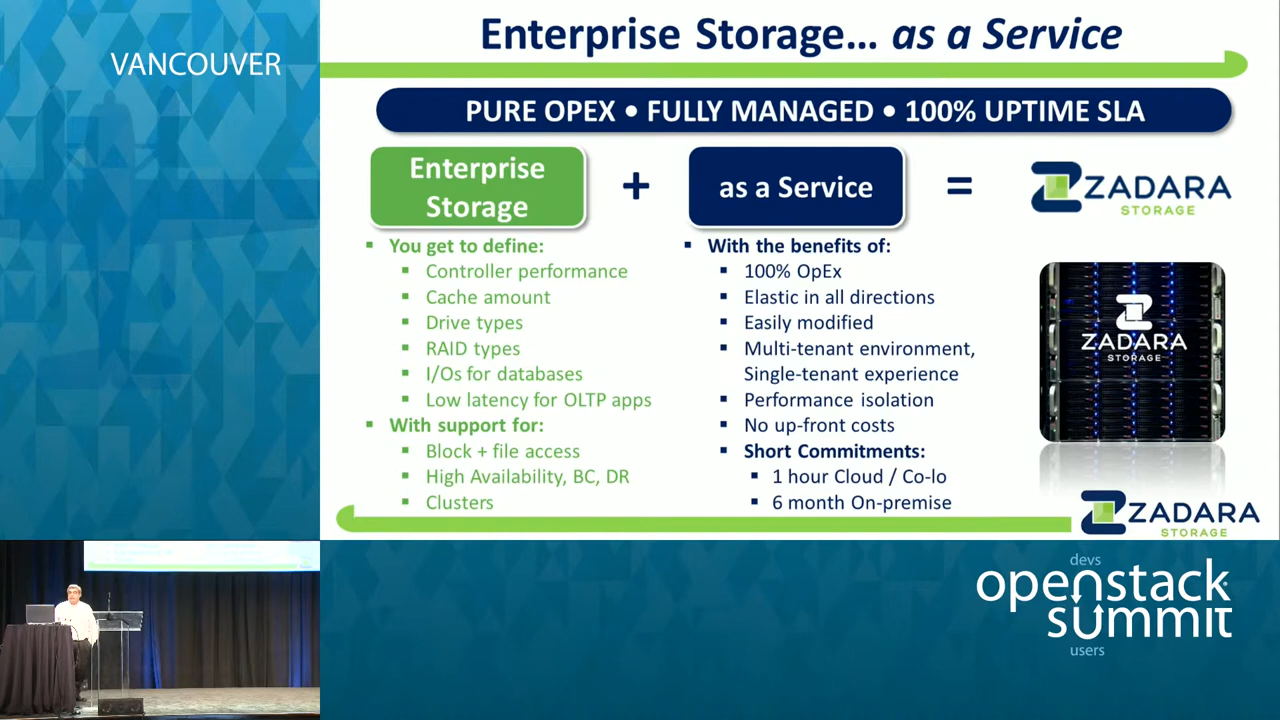 VANCOUVER
Enterprise Storage... as a Service
PURE OPEX • FULLY MANAGED • 100% UPTIME SLA
Enterprise
Storage
+
as a Service
=
ZADARA
STORAGE
▪ You get to define:
▪ Controller performance
▪ Cache amount
▪ Drive types
▪ RAID types
▪ I/Os for databases
▪ Low latency for OLTP apps
▪ With support for:
▪ Block + file access
▪ High Availability, BC, DR
▪ Clusters
▪ With the benefits of:
▪ 100% OpEx
▪ Elastic in all directions
▪ Easily modified
▪ Multi-tenant environment,
Single-tenant experience
▪ Performance isolation
▪ No up-front costs
▪ Short Commitments:
▪ 1 hour Cloud / Co-lo
▪ 6 month On-premise
ZADARA
STORAGE
ZADARA
STORAGE
devs
openstack
summit
users